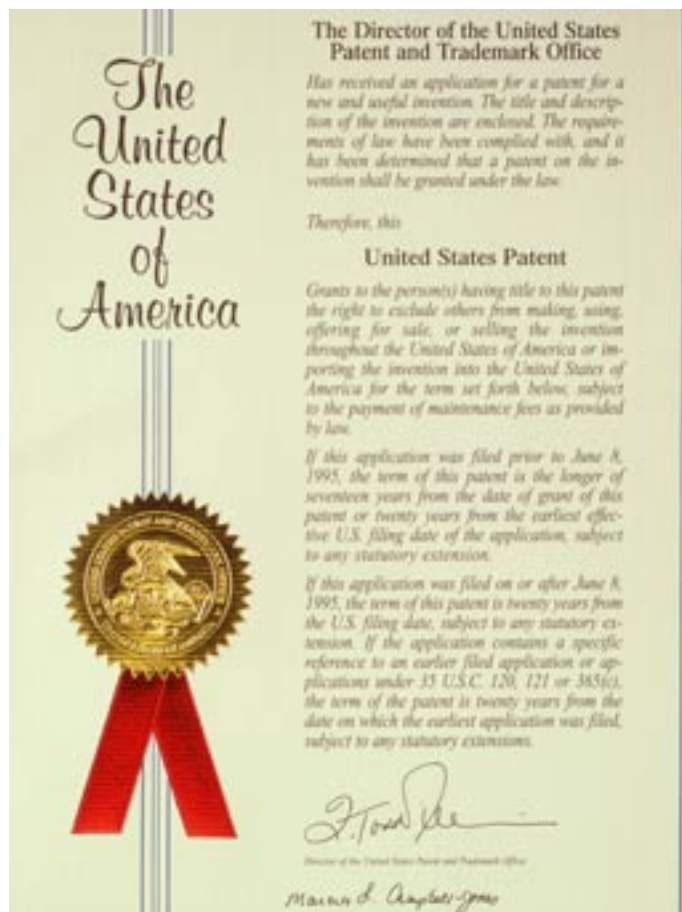 The
United
States
of
America
The Director of the United States
Patent and Trademark Office
Has received an application for a patent for a
new and useful invention. The title and descrip-
tion of the invention are enclosed. The require-
ments of law have been complied with, and it
has been determined that a patent on the in-
vention shall be granted under the law.
Therefore, this
United States Patent
Grants to the person(s) having title to this patent
the right to exclude others from making, using,
offering for sale, or selling the invention
throughout the United States of America or im-
porting the invention into the United States of
America for the term set forth below, subject
to the payment of maintenance fees as provided
by law.
If this application was filed prior to June 8,
1995, the term of this patent is the longer of
seventeen years from the date of grant of this
patent or twenty years from the earliest effec-
tive U.S. filing date of the application, subject
to any statutory extension.
If this application was filed on or after June 8,
1995, the term of this patent is twenty years from
the U.S. filing date, subject to any statutory ex-
tension. If the application contains a specific
reference to an earlier filed application or ap-
plications under 35 U.S.C. 120, 121 or 365(c),
the term of the patent is twenty years from the
date on which the earliest application was filed,
subject to any statutory extensions.
Director of the United States Patent and Trademark Office